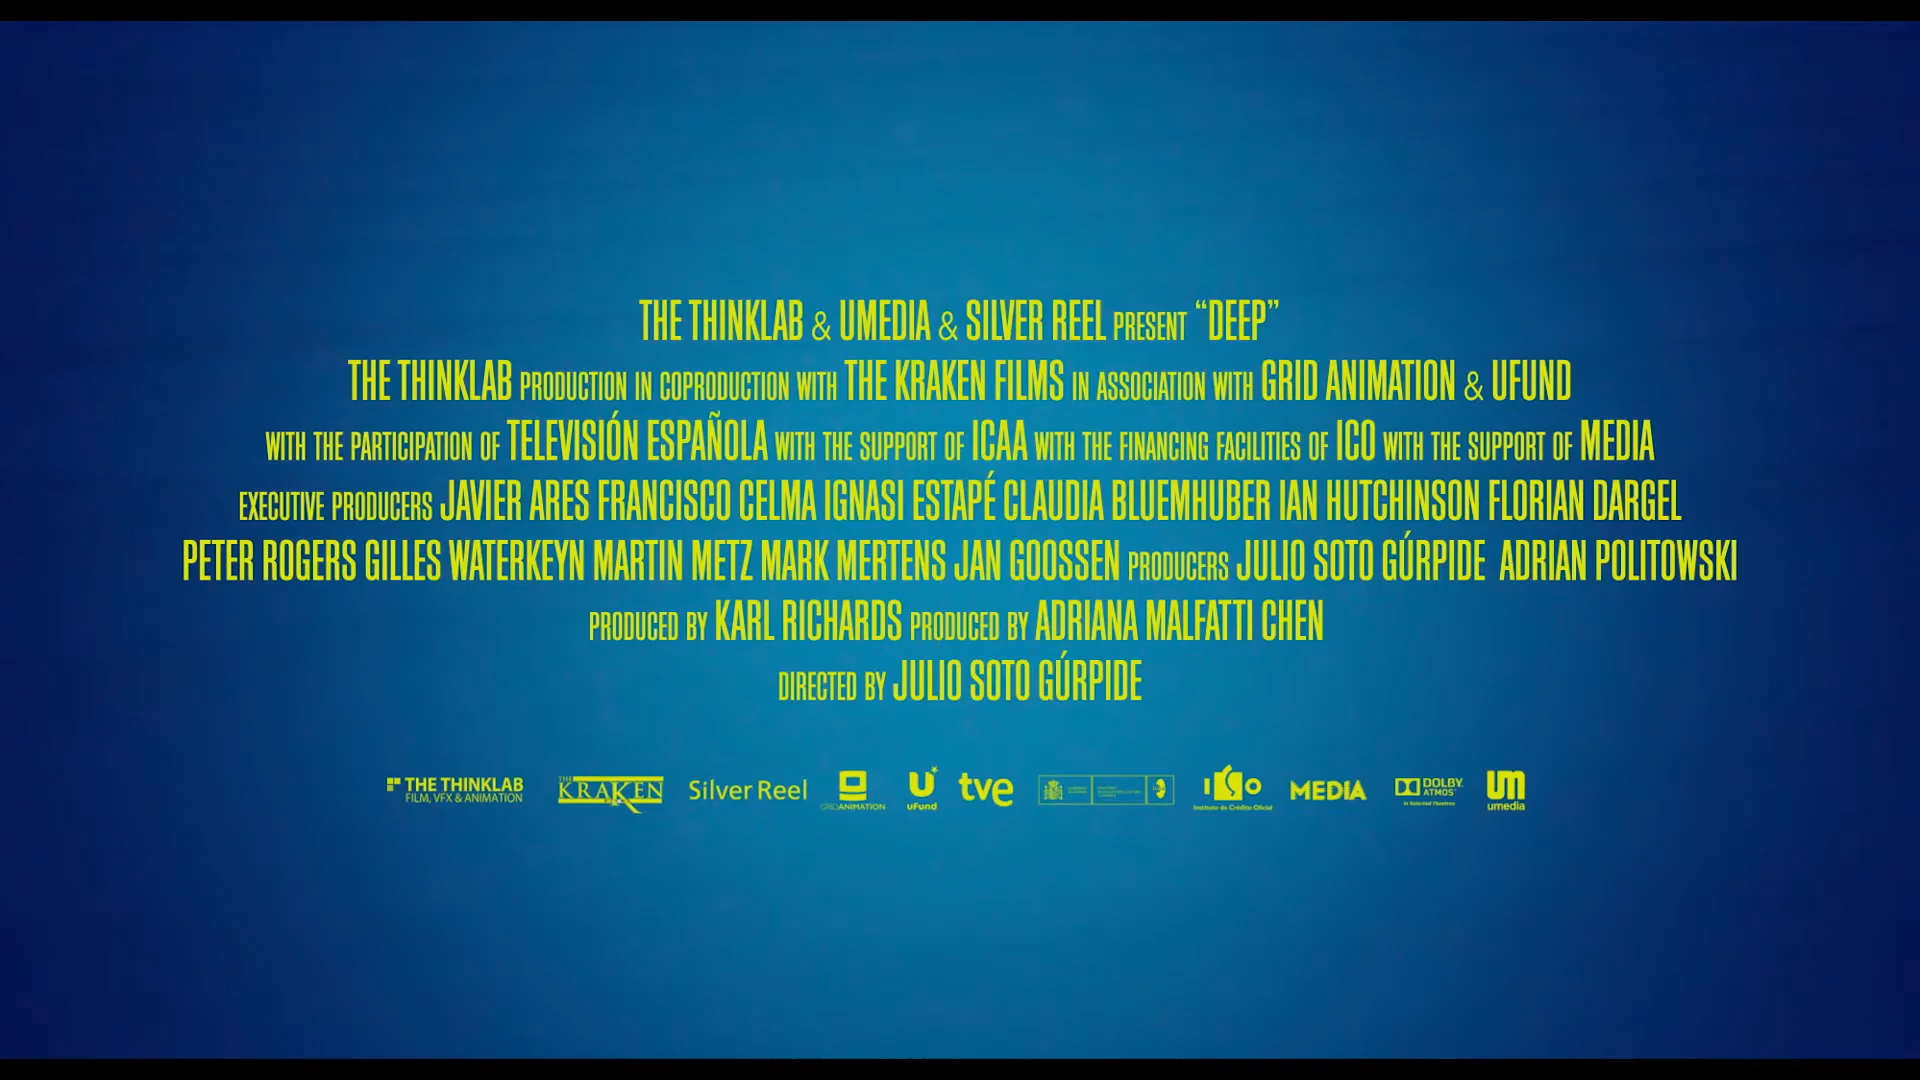 THE THINKLAB & UMEDIA & SILVER REEL PRESENT “DEEP”
THE THINKLAB PRODUCTION IN COPRODUCTION WITH THE KRAKEN FILMS IN ASSOCIATION WITH GRID ANIMATION & UFUND
WITH THE PARTICIPATION OF TELEVISIÓN ESPAÑOLA WITH THE SUPPORT OF ICAA WITH THE FINANCING FACILITIES OF ICO WITH THE SUPPORT OF MEDIA
EXECUTIVE PRODUCERS JAVIER ARES FRANCISCO CELMA IGNASI ESTAPÉ CLAUDIA BLUEMHUBER IAN HUTCHINSON FLORIAN DARGEL
PETER ROGERS GILLES WATERKEYN MARTIN METZ MARK MERTENS JAN GOOSSEN PRODUCERS JULIO SOTO GÚRPIDE ADRIAN POLITOWSKI
PRODUCED BY KARL RICHARDS PRODUCED BY ADRIANA MALFATTI CHEN
DIRECTED BY JULIO SOTO GÚRPIDE
THE THINKLAB
FILM, VFX & ANIMATION
THE KRAKEN
Silver Reel
GRIDANIMATION
U
uFund
tve
ICO
Instituto de Crédito Oficial
MEDIA
DOLBY
ATMOS
In Selected Theatres
um
umedia